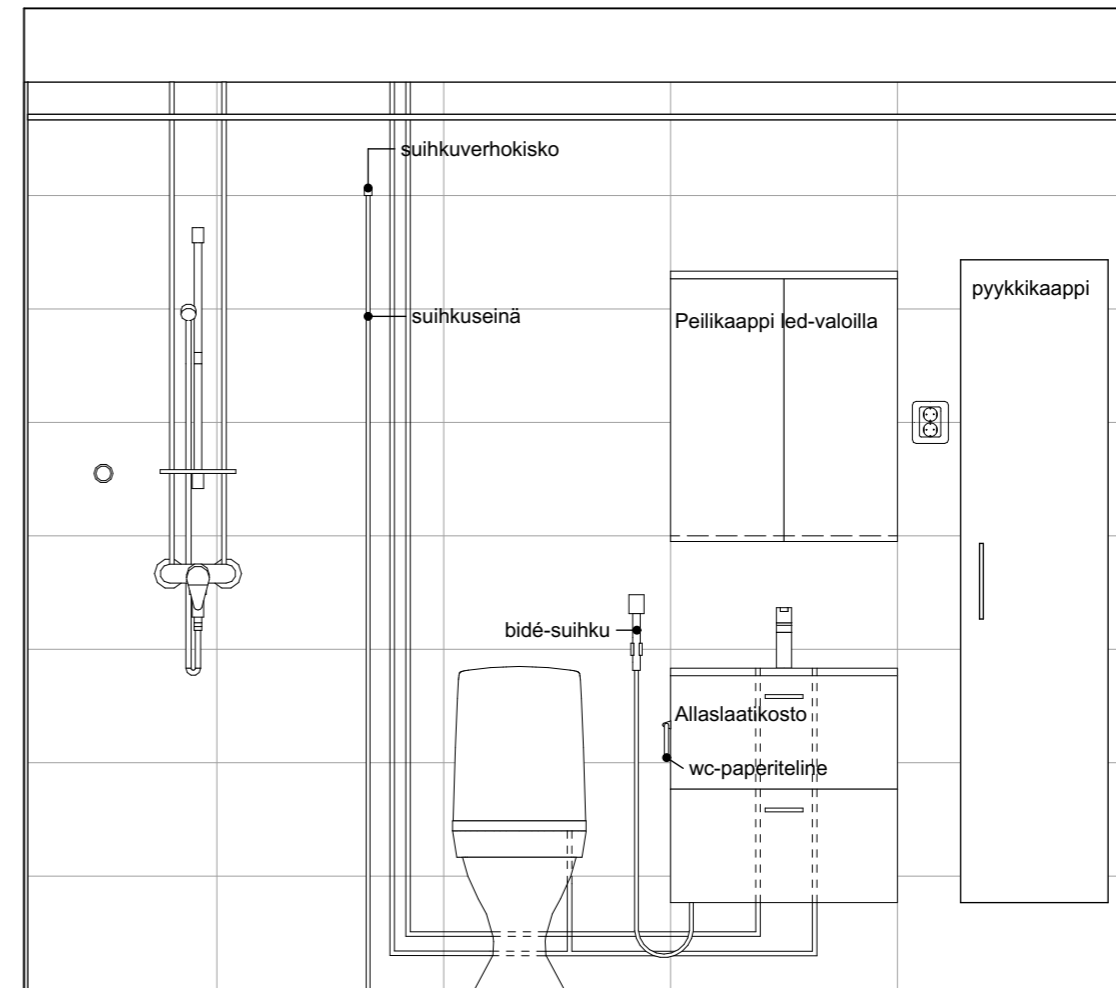 suihkuverhokisko
pyykkikaappi
suihkuseinä
Peilikaappi led-valoilla
bidé-suihku
Allaslaatikosto
wc-paperiteline